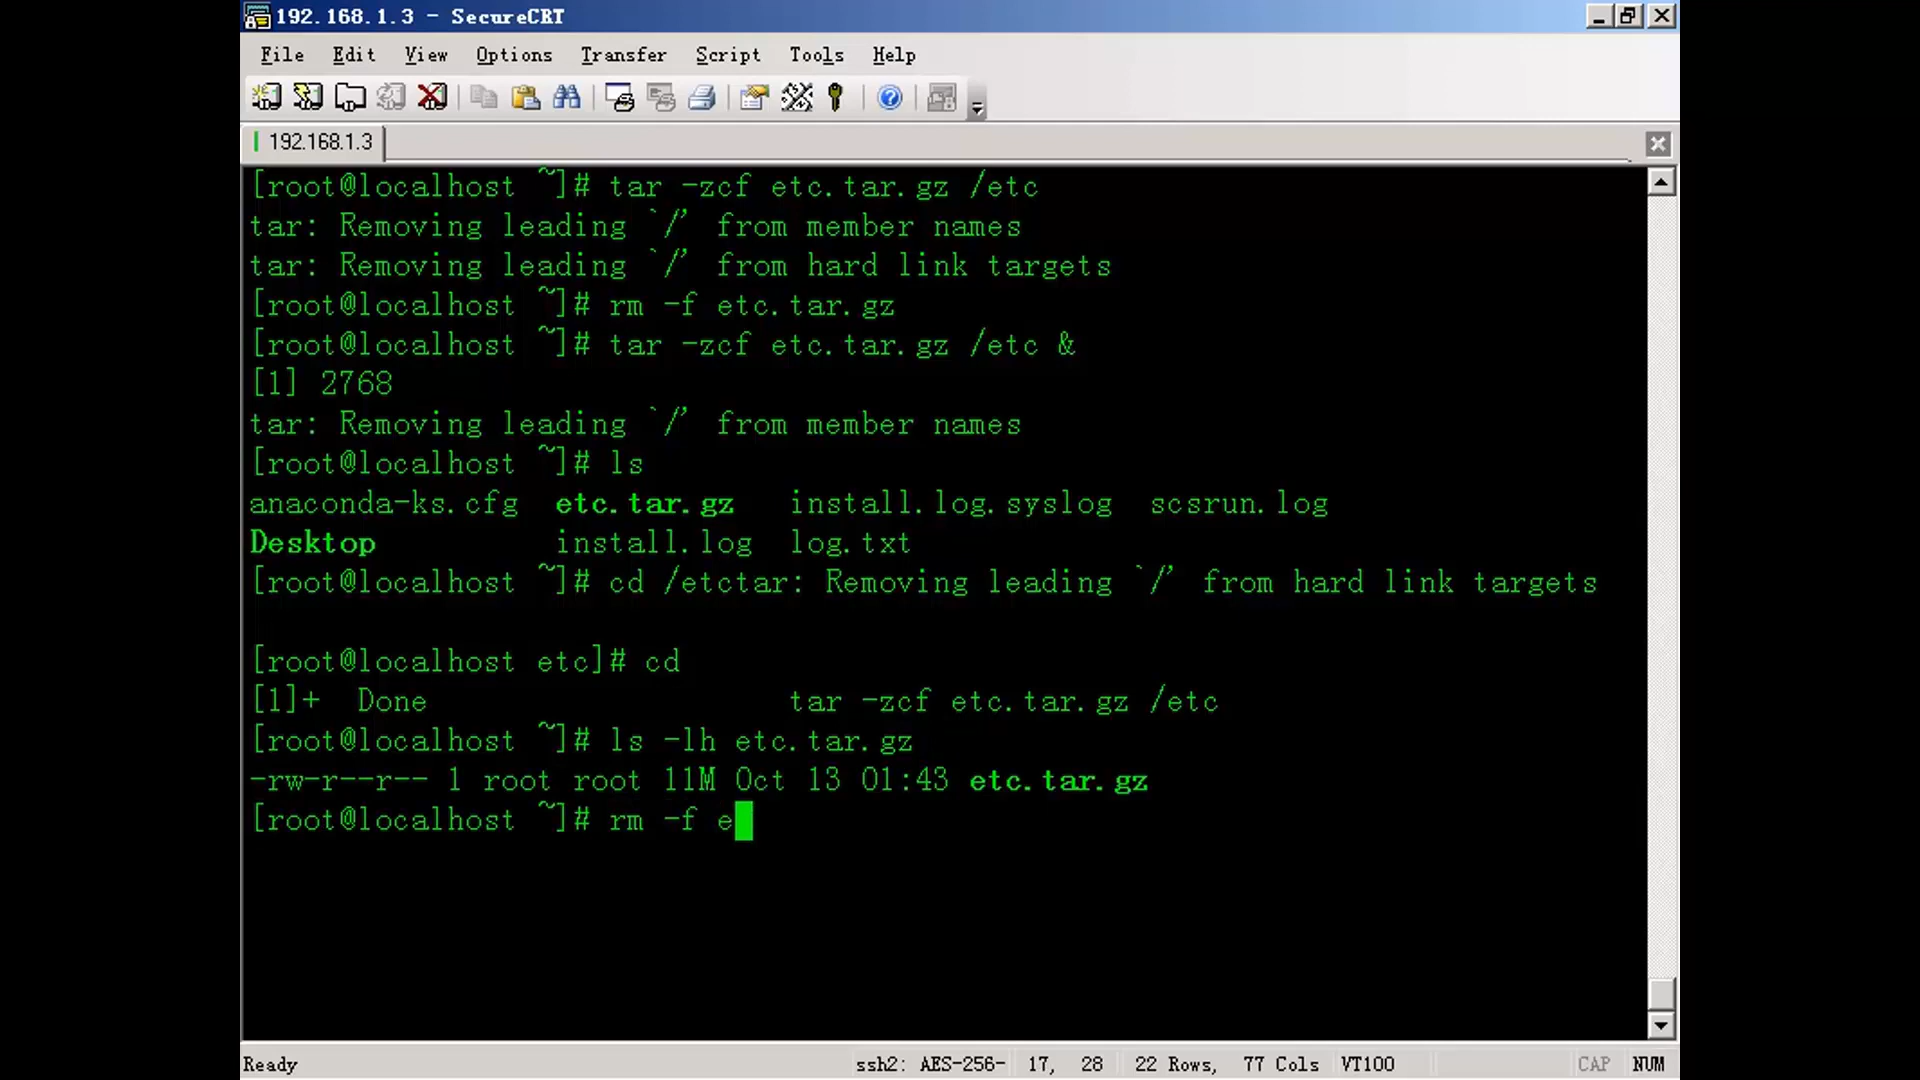 192.168.1.3 - SecureCRT
File Edit View Options Transfer Script Tools Help
192.168.1.3
[root@localhost ~]# tar -zcf etc.tar.gz /etc
tar: Removing leading `/' from member names
tar: Removing leading `/' from hard link targets
[root@localhost ~]# rm -f etc.tar.gz
[root@localhost ~]# tar -zcf etc.tar.gz /etc &
[1] 2768
tar: Removing leading `/' from member names
[root@localhost ~]# ls
anaconda-ks.cfg etc.tar.gz install.log.syslog scsrun.log
Desktop install.log log.txt
[root@localhost ~]# cd /etctar: Removing leading `/' from hard link targets
[root@localhost etc]# cd
[1]+ Done tar -zcf etc.tar.gz /etc
[root@localhost ~]# ls -lh etc.tar.gz
-rw-r--r-- 1 root root 11M Oct 13 01:43 etc.tar.gz
[root@localhost ~]# rm -f e
Ready ssh2: AES-256- 17, 28 22 Rows, 77 Cols VT100 CAP NUM